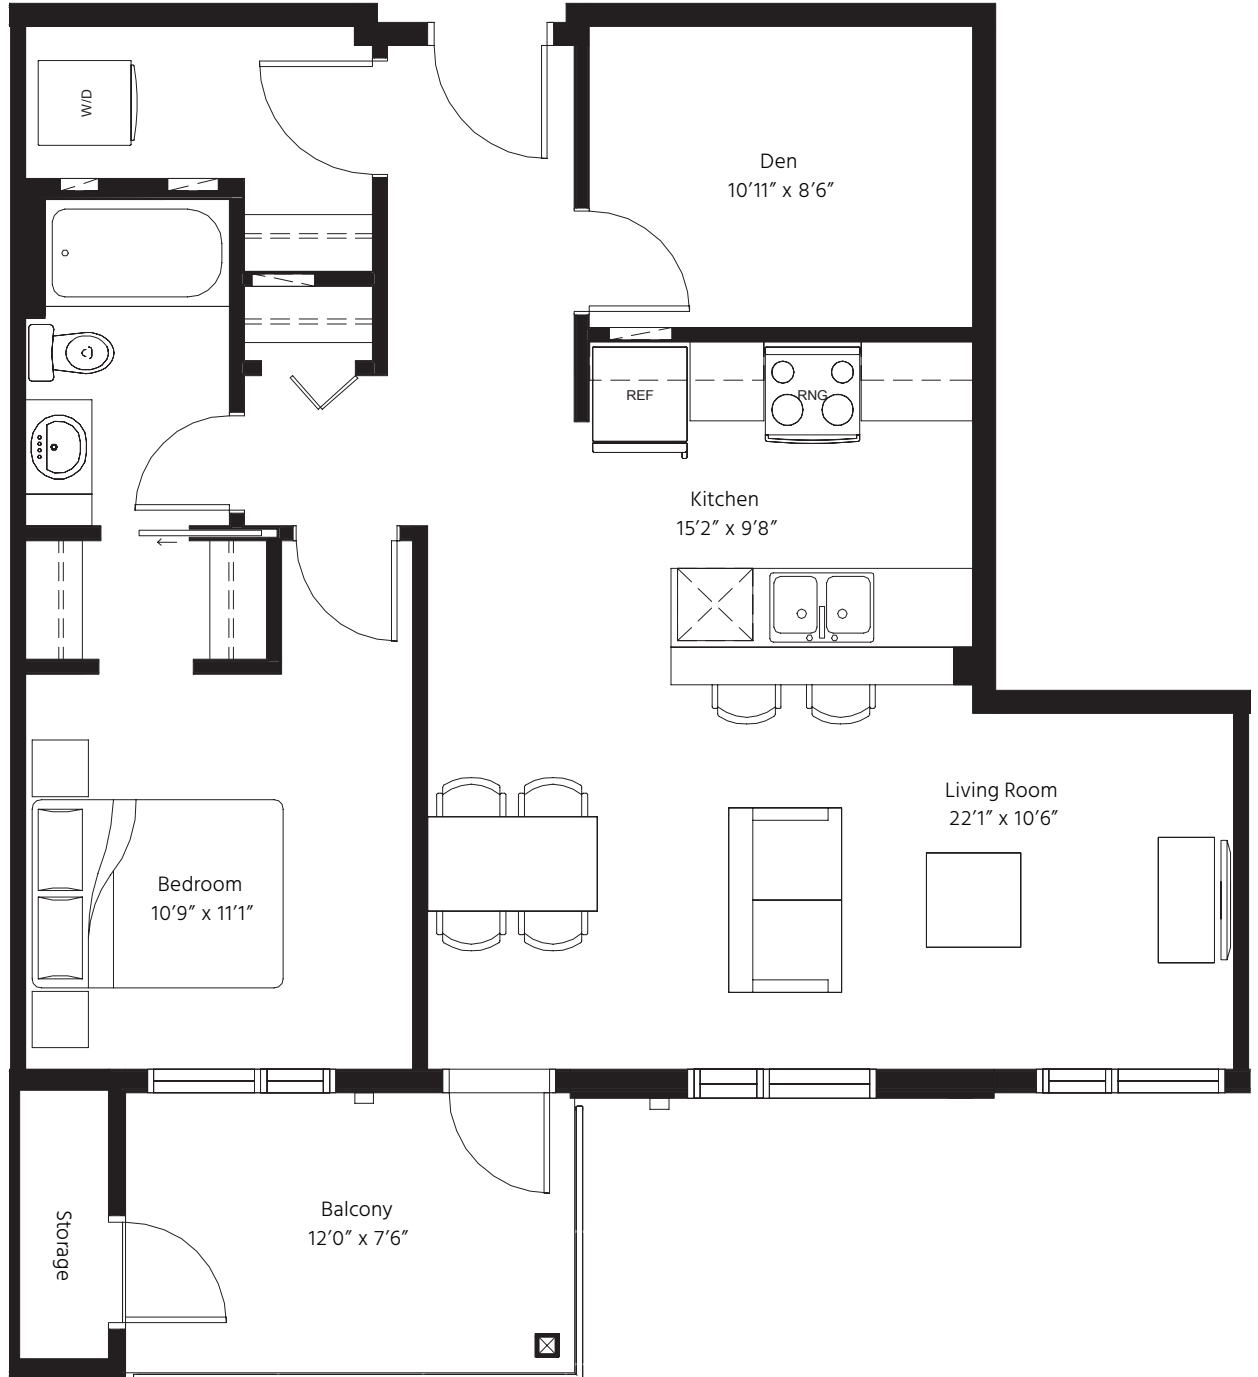 W/D
Den
10’11” x 8’6”
REF
RNG
Kitchen
15’2” x 9’8”
Living Room
22’1” x 10’6”
Bedroom
10’9” x 11’1”
Balcony
12’0” x 7’6”
Storage